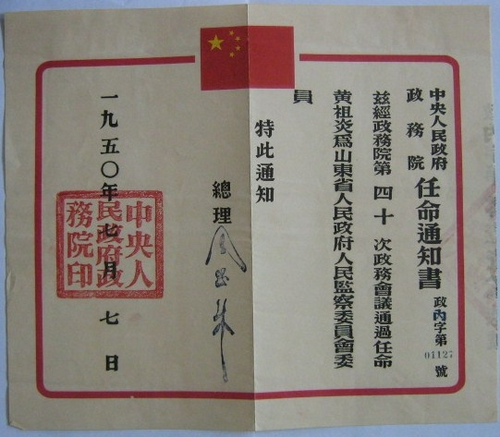 中央人民政府
政務院
任命通知書
政內字第
01127
號
玆經政務院第四十次政務會議通過任命
黃祖炎爲山東省人民政府人民監察委員會委
員
特此通知
總理
一九五〇年七月七日
中央人
民政府政
務院印